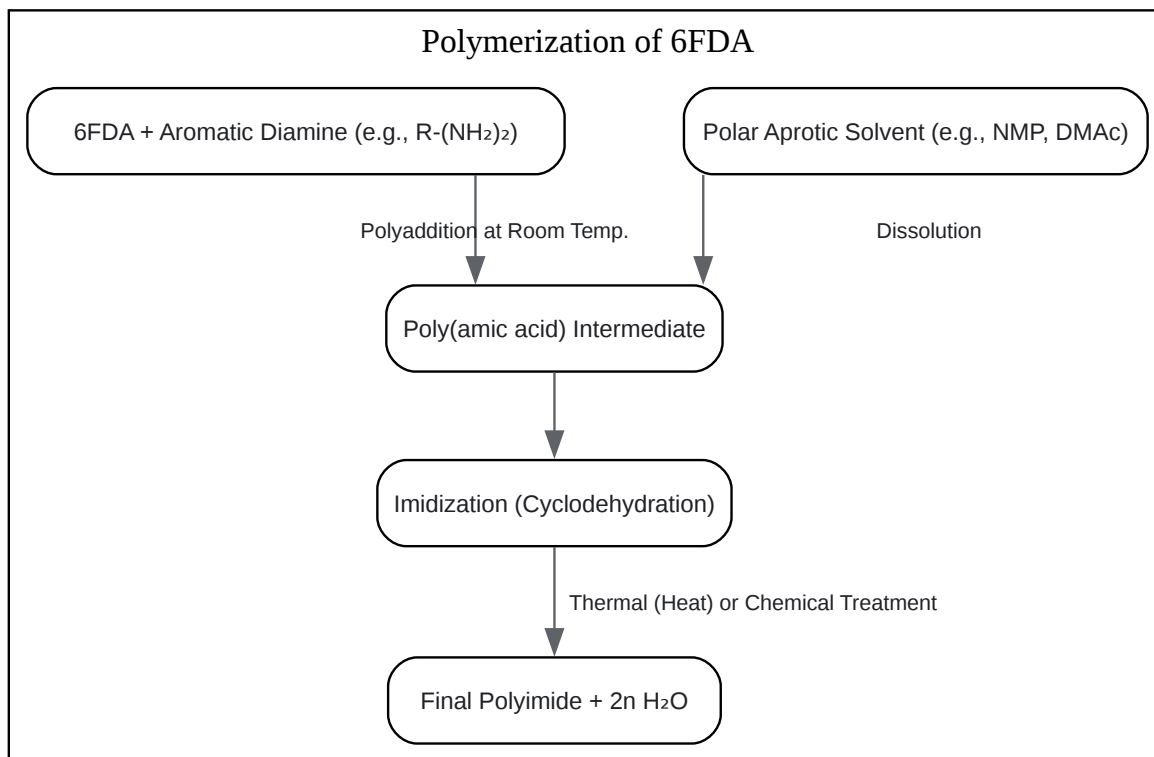 Polymerization of 6FDA
6FDA + Aromatic Diamine (e.g., R-(NH₂)₂)
Polar Aprotic Solvent (e.g., NMP, DMAc)
Polyaddition at Room Temp.
Dissolution
Poly(amic acid) Intermediate
Imidization (Cyclodehydration)
Thermal (Heat) or Chemical Treatment
Final Polyimide + 2n H₂O